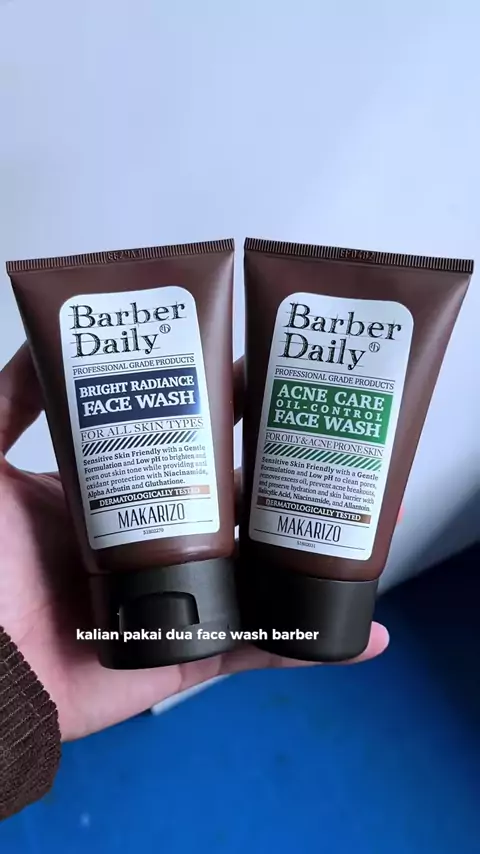 Barber
Daily
PROFESSIONAL GRADE PRODUCTS
BRIGHT RADIANCE
FACE WASH
FOR ALL SKIN TYPES
Sensitive Skin Friendly with a Gentle
Formulation and Low pH to brighten and
even out skin tone while providing anti
oxidant protection with Niacinamide,
Alpha Arbutin and Gluthatione.
DERMATOLOGICALLY TESTED
MAKARIZO
Barber
Daily
PROFESSIONAL GRADE PRODUCTS
ACNE CARE
OIL-CONTROL
FACE WASH
FOR OILY & ACNE PRONE SKIN
Sensitive Skin Friendly with a Gentle
Formulation and Low pH to clean pores,
removes excess oil, prevent acne breakouts,
and preserve hydration and skin barrier with
Salicylic Acid, Niacinamide, and Allantoin.
DERMATOLOGICALLY TESTED
MAKARIZO
kalian pakai dua face wash barber